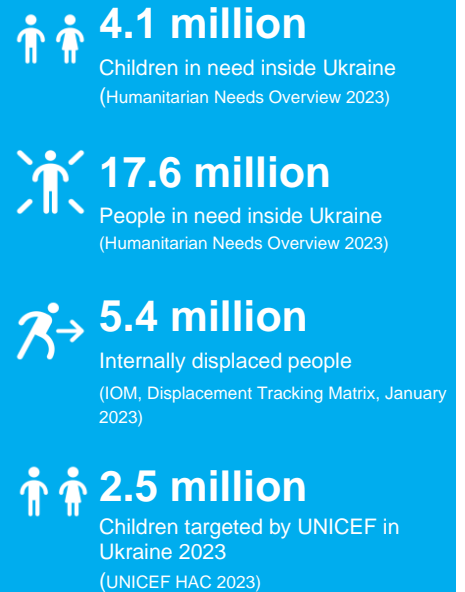 4.1 million
Children in need inside Ukraine
(Humanitarian Needs Overview 2023)
17.6 million
People in need inside Ukraine
(Humanitarian Needs Overview 2023)
5.4 million
Internally displaced people
(IOM, Displacement Tracking Matrix, January
2023)
2.5 million
Children targeted by UNICEF in
Ukraine 2023
(UNICEF HAC 2023)